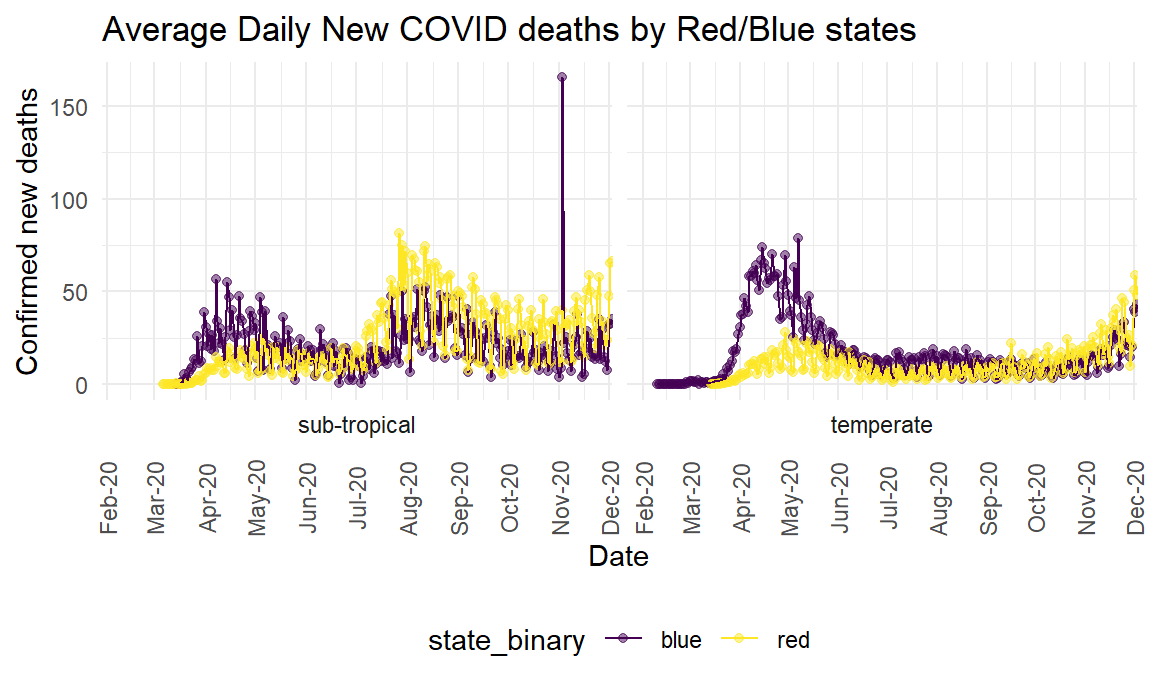 Average Daily New COVID deaths by Red/Blue states
Confirmed new deaths
150
100
50
0
sub-tropical
temperate
Feb-20
Mar-20
Apr-20
May-20
Jun-20
Jul-20
Aug-20
Sep-20
Oct-20
Nov-20
Dec-20
Feb-20
Mar-20
Apr-20
May-20
Jun-20
Jul-20
Aug-20
Sep-20
Oct-20
Nov-20
Dec-20
Date
state_binary blue red